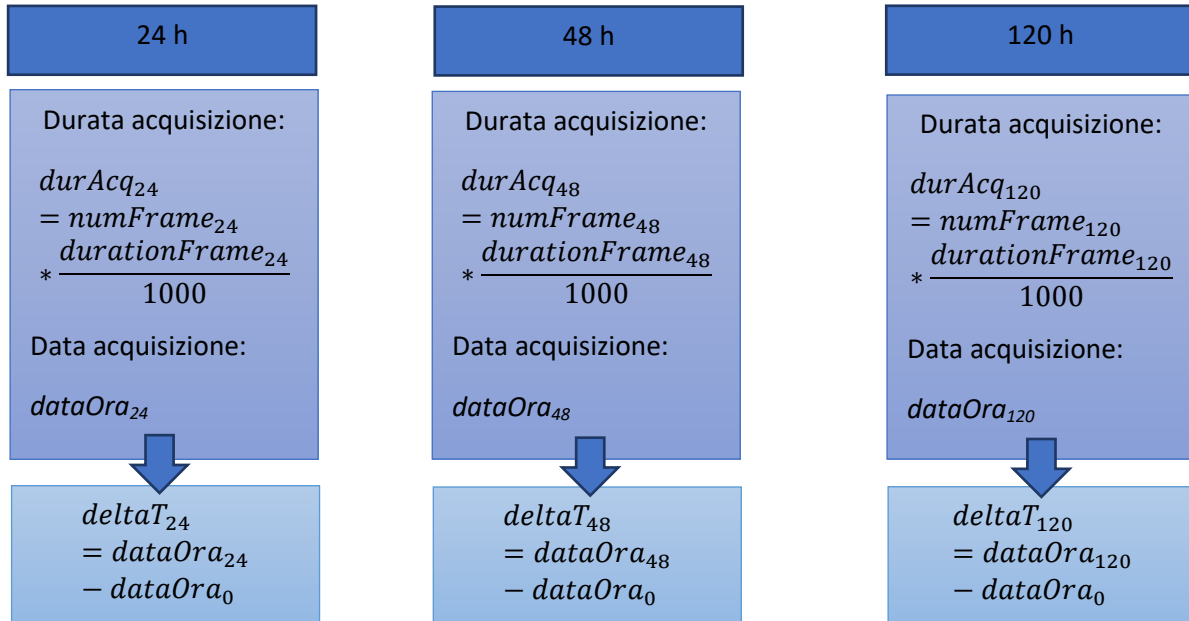 24 h
Durata acquisizione:
durAcq₂₄
= numFrame₂₄
* durationFrame₂₄ / 1000
Data acquisizione:
dataOra₂₄
deltaT₂₄
= dataOra₂₄
− dataOra₀
48 h
Durata acquisizione:
durAcq₄₈
= numFrame₄₈
* durationFrame₄₈ / 1000
Data acquisizione:
dataOra₄₈
deltaT₄₈
= dataOra₄₈
− dataOra₀
120 h
Durata acquisizione:
durAcq₁₂₀
= numFrame₁₂₀
* durationFrame₁₂₀ / 1000
Data acquisizione:
dataOra₁₂₀
deltaT₁₂₀
= dataOra₁₂₀
− dataOra₀